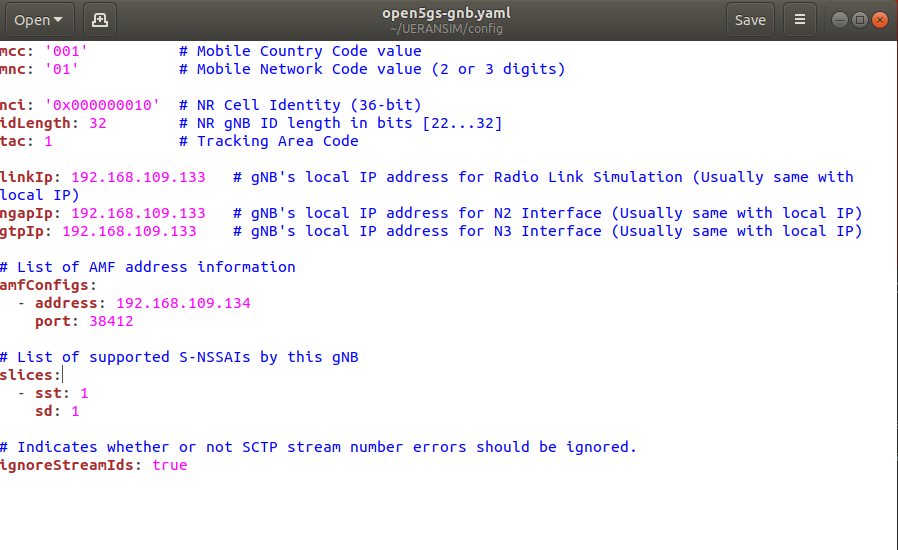 Open
open5gs-gnb.yaml
~/UERANSIM/config
Save
mcc: '001'          # Mobile Country Code value
mnc: '01'           # Mobile Network Code value (2 or 3 digits)
nci: '0x000000010'  # NR Cell Identity (36-bit)
idLength: 32        # NR gNB ID length in bits [22...32]
tac: 1              # Tracking Area Code
linkIp: 192.168.109.133   # gNB's local IP address for Radio Link Simulation (Usually same with
local IP)
ngapIp: 192.168.109.133   # gNB's local IP address for N2 Interface (Usually same with local IP)
gtpIp: 192.168.109.133    # gNB's local IP address for N3 Interface (Usually same with local IP)
# List of AMF address information
amfConfigs:
  - address: 192.168.109.134
    port: 38412
# List of supported S-NSSAIs by this gNB
slices:
  - sst: 1
    sd: 1
# Indicates whether or not SCTP stream number errors should be ignored.
ignoreStreamIds: true